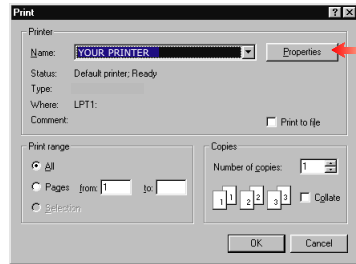 Print
Printer
Name: YOUR PRINTER Properties
Status: Default printer; Ready
Type:
Where: LPT1:
Comment: Print to file
Print range
All
Pages from: 1 to:
Selection
Copies
Number of copies: 1
1 1 2 2 3 3 Collate
OK Cancel